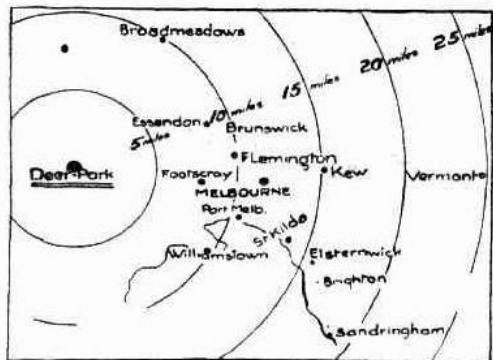 Broadmeadows
25 miles
20 miles
15 miles
10 miles
5 miles
Essendon
Brunswick
Flemington
Deer-Park
Footscray
Kew
Vermont
MELBOURNE
Port Melb.
St Kilda
Williamstown
Elsternwick
Brighton
Sandringham